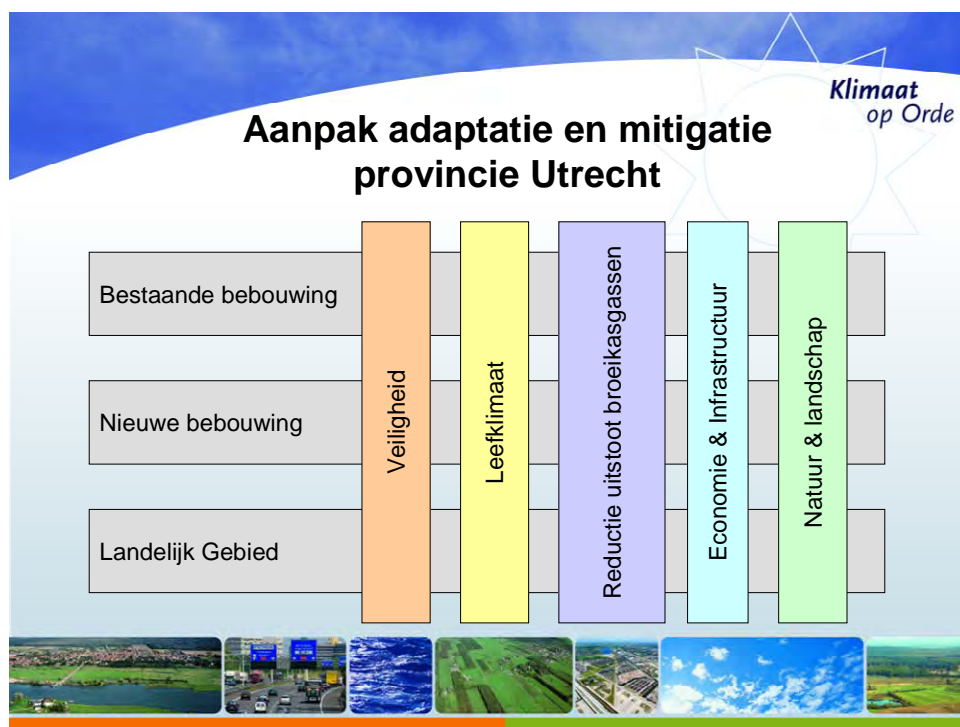 Klimaat
op Orde
Aanpak adaptatie en mitigatie
provincie Utrecht
Bestaande bebouwing
Nieuwe bebouwing
Landelijk Gebied
Veiligheid
Leefklimaat
Reductie uitstoot broeikasgassen
Economie & Infrastructuur
Natuur & landschap